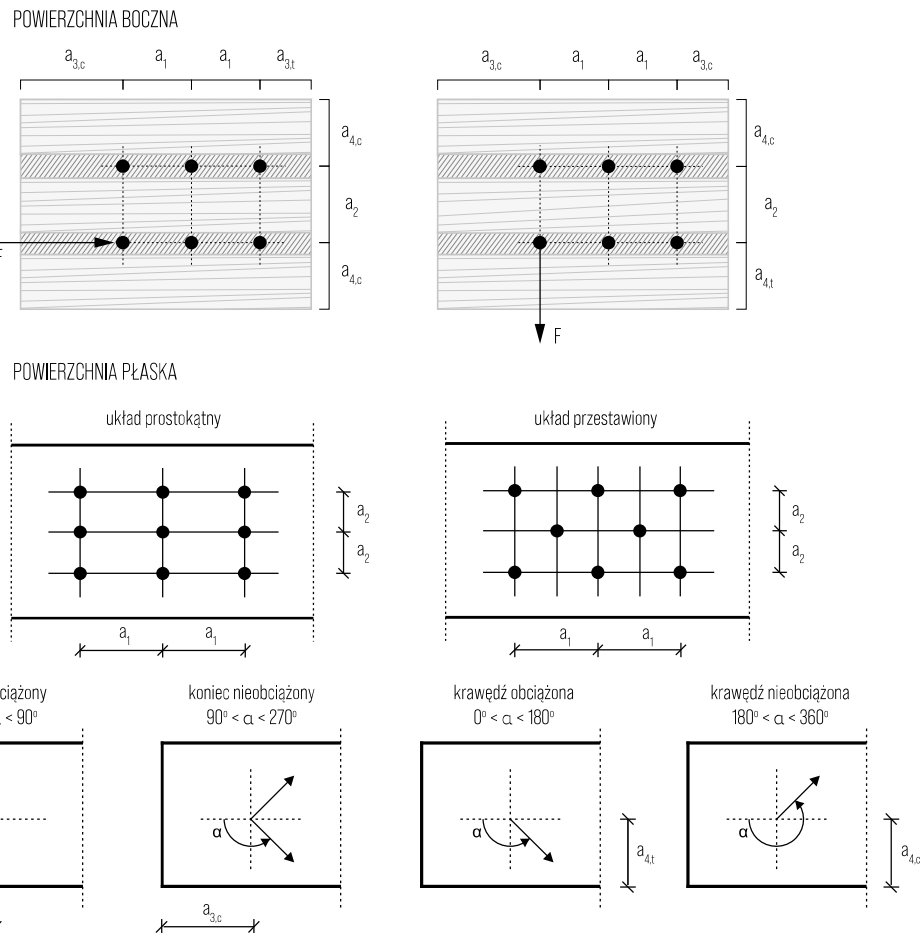 POWIERZCHNIA BOCZNA
a3,c a1 a1 a3,t
a3,c a1 a1 a3,c
a4,c
a2
a4,c
a4,c
a2
a4,t
F
POWIERZCHNIA PŁASKA
układ prostokątny
układ przestawiony
a2
a2
a2
a2
a1 a1
a1 a1
koniec nieobciążony
90° < α < 270°
krawędź obciążona
0° < α < 180°
krawędź nieobciążona
180° < α < 360°
< 90°
α
α
α
a4,t
a4,c
a3,c